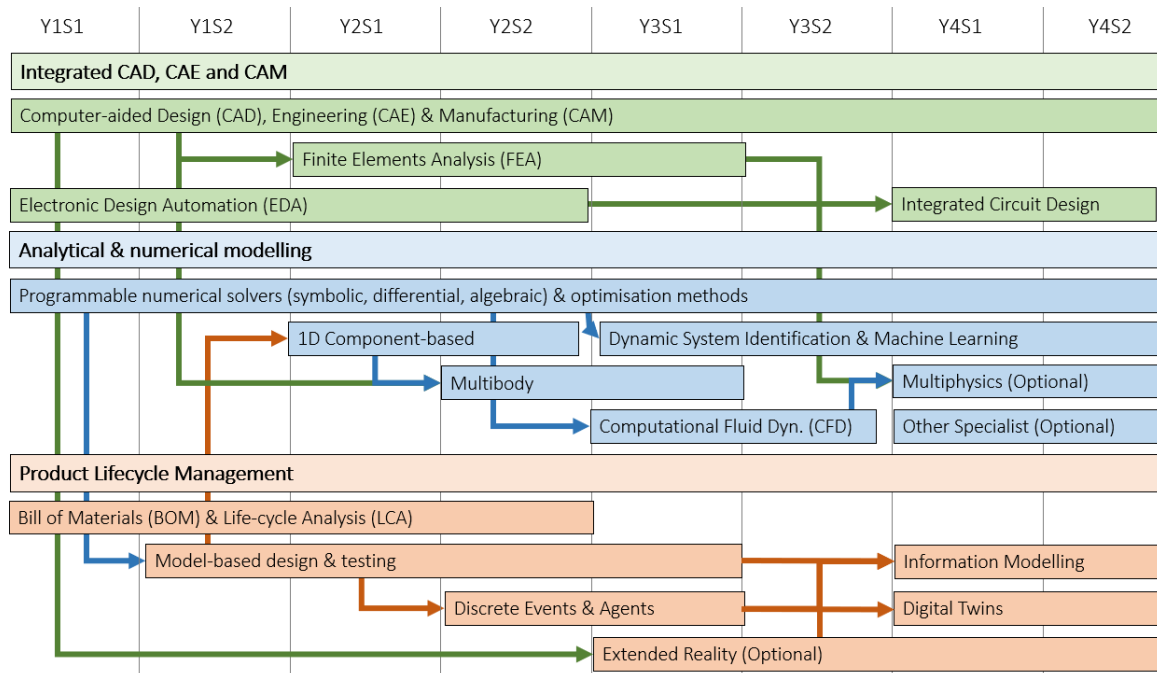 Y1S1 Y1S2 Y2S1 Y2S2 Y3S1 Y3S2 Y4S1 Y4S2
Integrated CAD, CAE and CAM
Computer-aided Design (CAD), Engineering (CAE) & Manufacturing (CAM)
Finite Elements Analysis (FEA)
Electronic Design Automation (EDA)
Integrated Circuit Design
Analytical & numerical modelling
Programmable numerical solvers (symbolic, differential, algebraic) & optimisation methods
1D Component-based
Dynamic System Identification & Machine Learning
Multibody
Multiphysics (Optional)
Computational Fluid Dyn. (CFD)
Other Specialist (Optional)
Product Lifecycle Management
Bill of Materials (BOM) & Life-cycle Analysis (LCA)
Model-based design & testing
Information Modelling
Discrete Events & Agents
Digital Twins
Extended Reality (Optional)